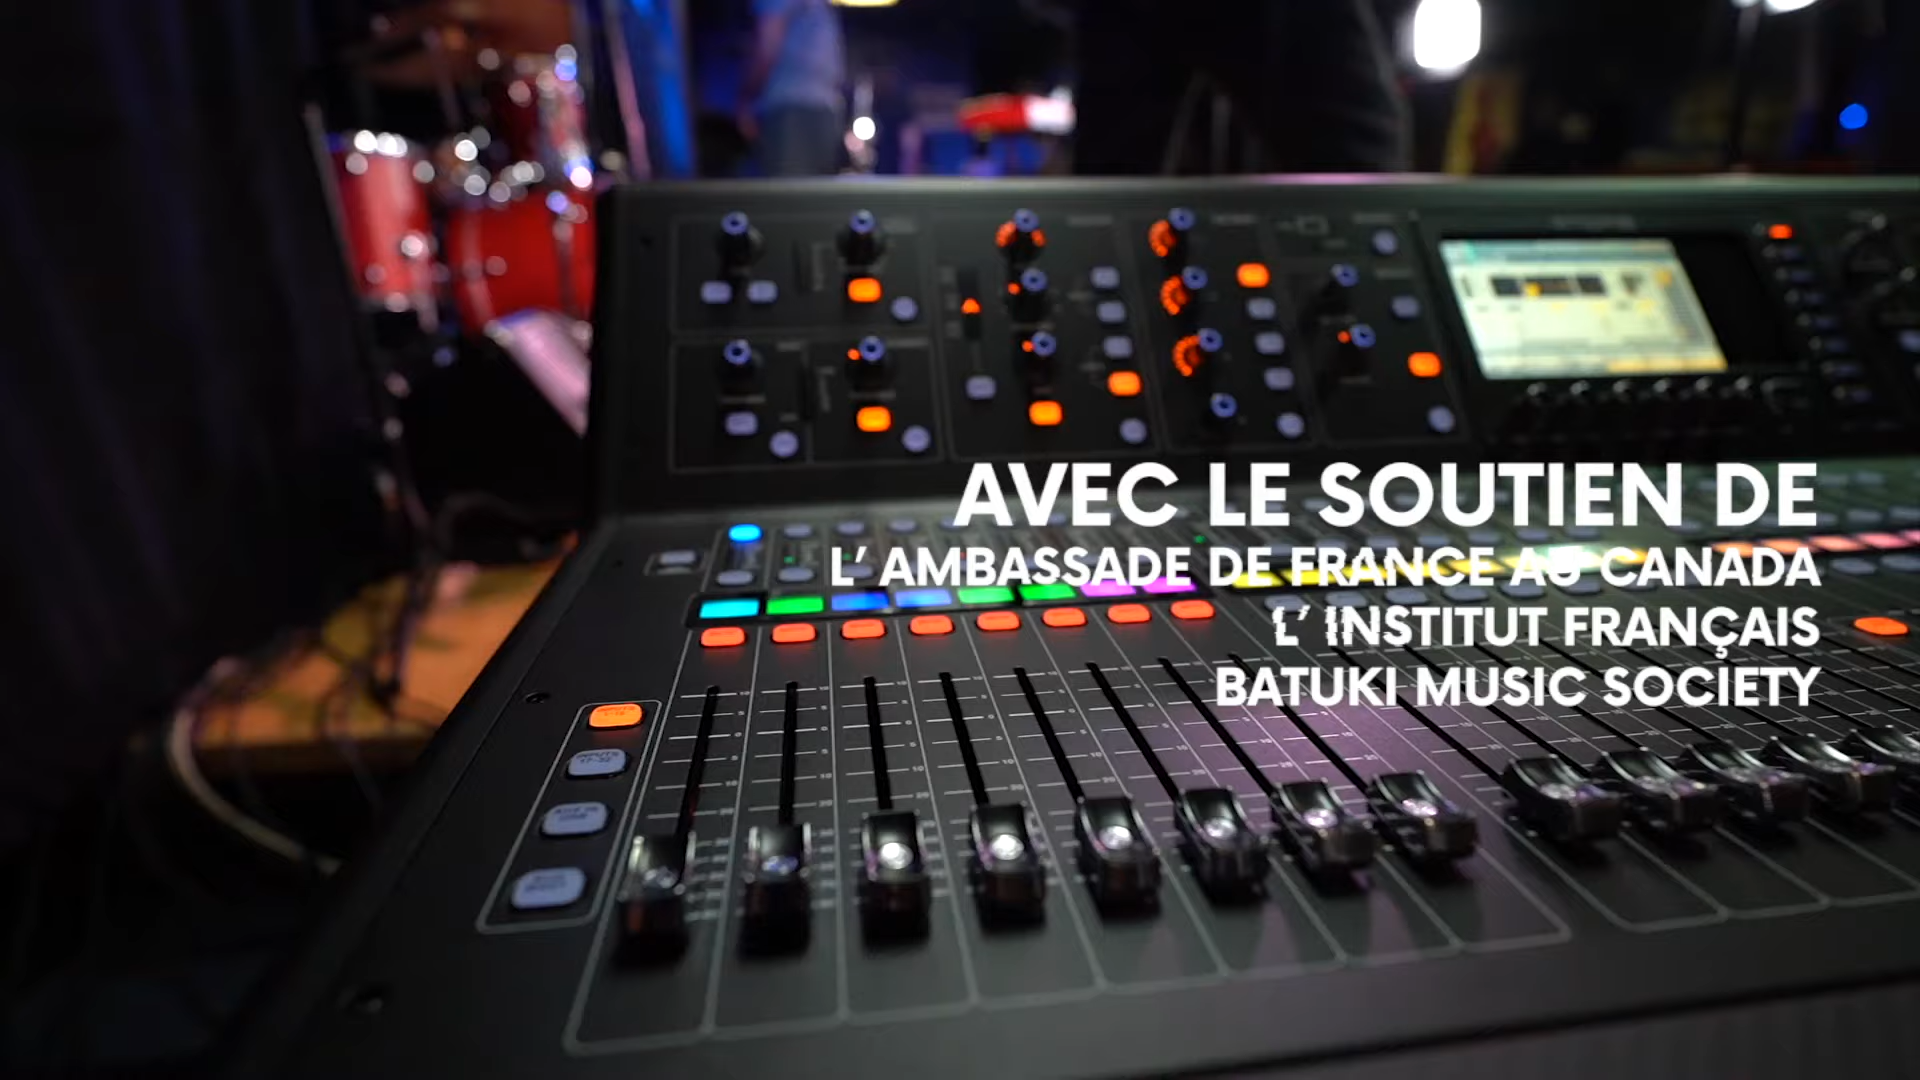 AVEC LE SOUTIEN DE
L' AMBASSADE DE FRANCE AU CANADA
L' INSTITUT FRANÇAIS
BATUKI MUSIC SOCIETY